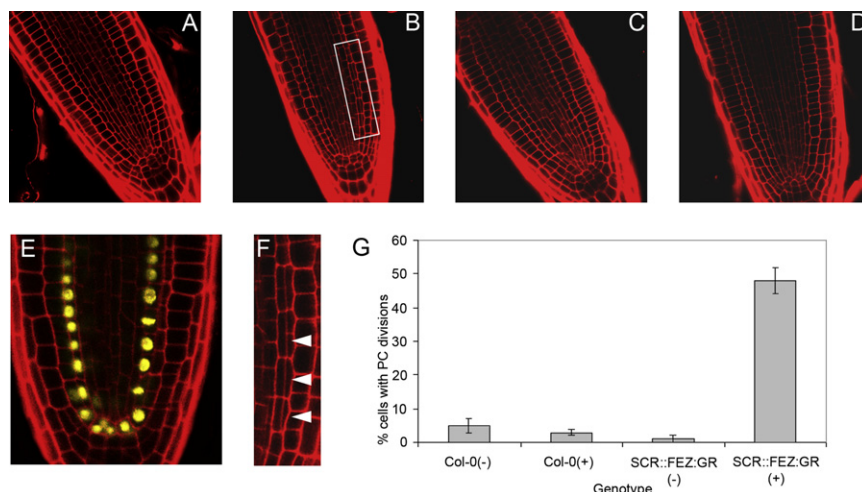 A
B
C
D
E
F
G
60
50
40
30
20
10
0
% cells with PC divisions
Col-0(-)
Col-0(+)
SCR::FEZ:GR
(-)
SCR::FEZ:GR
(+)
Genotype